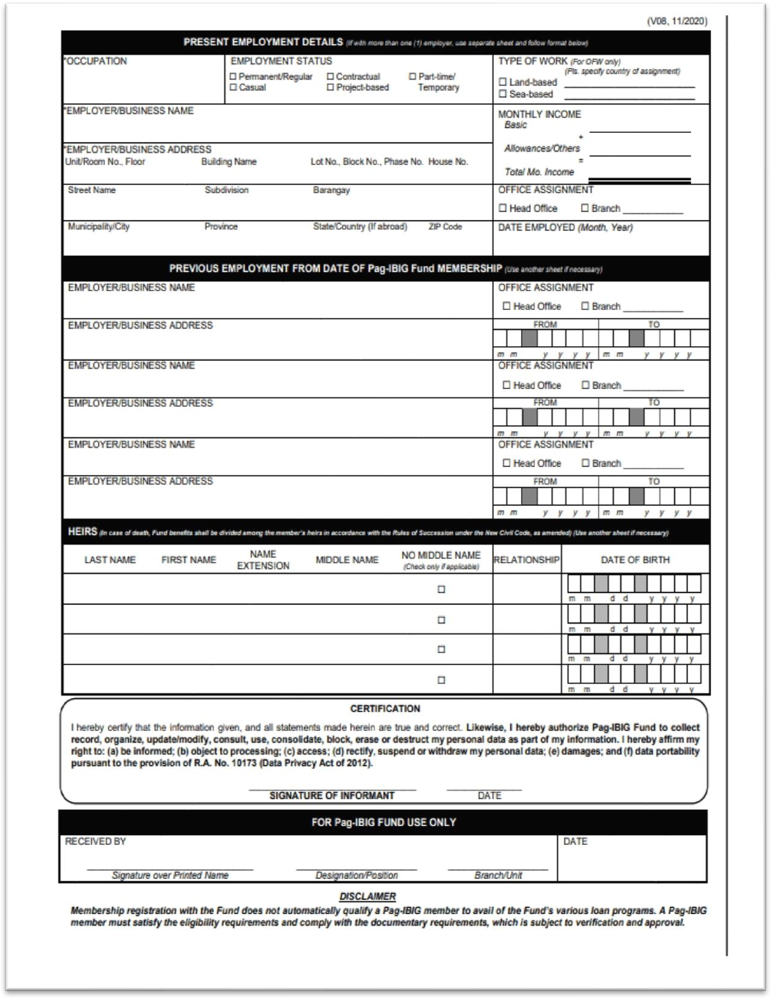 (V08, 11/2020)
PRESENT EMPLOYMENT DETAILS (If with more than one (1) employer, use separate sheet and follow format below)
*OCCUPATION
EMPLOYMENT STATUS
☐ Permanent/Regular ☐ Contractual ☐ Part-time/
☐ Casual ☐ Project-based Temporary
TYPE OF WORK (For OFW only)
(Pls. specify country of assignment)
☐ Land-based
☐ Sea-based
*EMPLOYER/BUSINESS NAME
MONTHLY INCOME
Basic
+
Allowances/Others
=
Total Mo. Income
*EMPLOYER/BUSINESS ADDRESS
Unit/Room No., Floor Building Name Lot No., Block No., Phase No. House No.
Street Name Subdivision Barangay
OFFICE ASSIGNMENT
☐ Head Office ☐ Branch
Municipality/City Province State/Country (If abroad) ZIP Code
DATE EMPLOYED (Month, Year)
PREVIOUS EMPLOYMENT FROM DATE OF Pag-IBIG Fund MEMBERSHIP (Use another sheet if necessary)
EMPLOYER/BUSINESS NAME
OFFICE ASSIGNMENT
☐ Head Office ☐ Branch
EMPLOYER/BUSINESS ADDRESS
FROM TO
m m y y y y m m y y y y
EMPLOYER/BUSINESS NAME
OFFICE ASSIGNMENT
☐ Head Office ☐ Branch
EMPLOYER/BUSINESS ADDRESS
FROM TO
m m y y y y m m y y y y
EMPLOYER/BUSINESS NAME
OFFICE ASSIGNMENT
☐ Head Office ☐ Branch
EMPLOYER/BUSINESS ADDRESS
FROM TO
m m y y y y m m y y y y
HEIRS (In case of death, Fund benefits shall be divided among the member's heirs in accordance with the Rules of Succession under the New Civil Code, as amended) (Use another sheet if necessary)
LAST NAME FIRST NAME NAME EXTENSION MIDDLE NAME NO MIDDLE NAME (Check only if applicable) RELATIONSHIP DATE OF BIRTH
☐
m m d d y y y y
☐
m m d d y y y y
☐
m m d d y y y y
☐
m m d d y y y y
CERTIFICATION
I hereby certify that the information given, and all statements made herein are true and correct. Likewise, I hereby authorize Pag-IBIG Fund to collect
record, organize, update/modify, consult, use, consolidate, block, erase or destruct my personal data as part of my information. I hereby affirm my
right to: (a) be informed; (b) object to processing; (c) access; (d) rectify, suspend or withdraw my personal data; (e) damages; and (f) data portability
pursuant to the provision of R.A. No. 10173 (Data Privacy Act of 2012).
SIGNATURE OF INFORMANT DATE
FOR Pag-IBIG FUND USE ONLY
RECEIVED BY DATE
Signature over Printed Name Designation/Position Branch/Unit
DISCLAIMER
Membership registration with the Fund does not automatically qualify a Pag-IBIG member to avail of the Fund's various loan programs. A Pag-IBIG
member must satisfy the eligibility requirements and comply with the documentary requirements, which is subject to verification and approval.